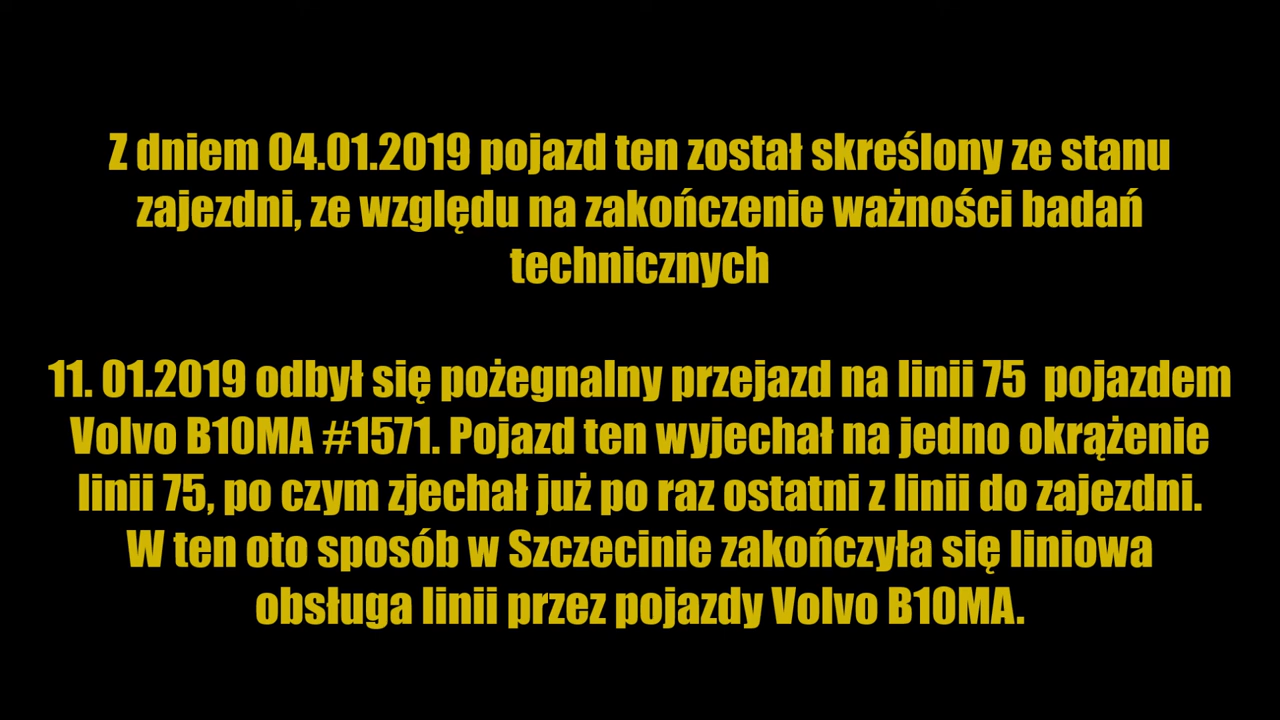 Z dniem 04.01.2019 pojazd ten został skreślony ze stanu
zajezdni, ze względu na zakończenie ważności badań
technicznych
11. 01.2019 odbył się pożegnalny przejazd na linii 75  pojazdem
Volvo B10MA #1571. Pojazd ten wyjechał na jedno okrążenie
linii 75, po czym zjechał już po raz ostatni z linii do zajezdni.
W ten oto sposób w Szczecinie zakończyła się liniowa
obsługa linii przez pojazdy Volvo B10MA.